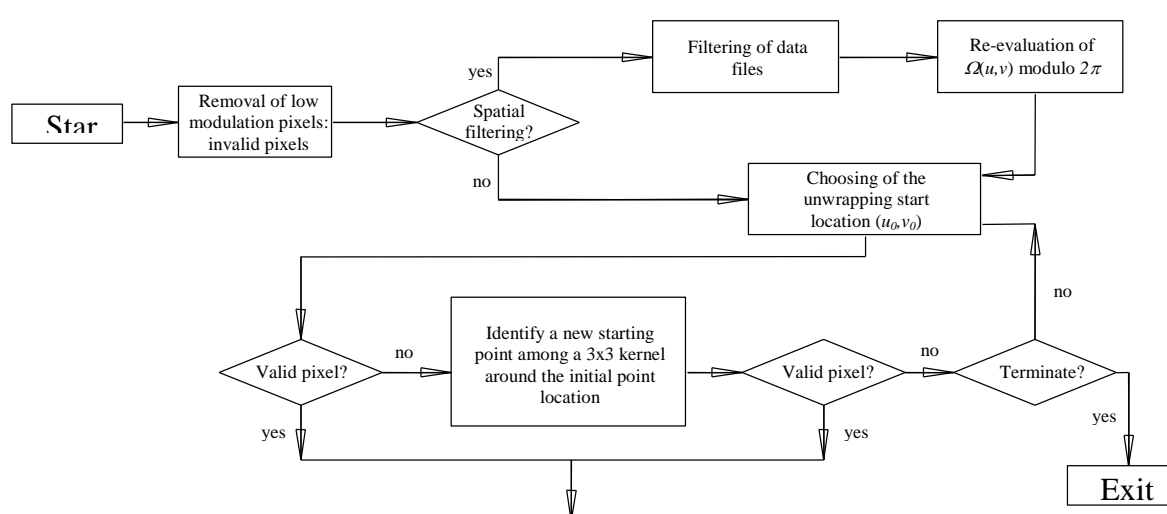 Filtering of data
files
Re-evaluation of
Ω(u,v) modulo 2π
yes
Star
Removal of low
modulation pixels:
invalid pixels
Spatial
filtering?
no
Choosing of the
unwrapping start
location (u₀,v₀)
no
Identify a new starting
point among a 3x3 kernel
around the initial point
location
Valid pixel?
no
Valid pixel?
no
Terminate?
yes
yes
yes
Exit